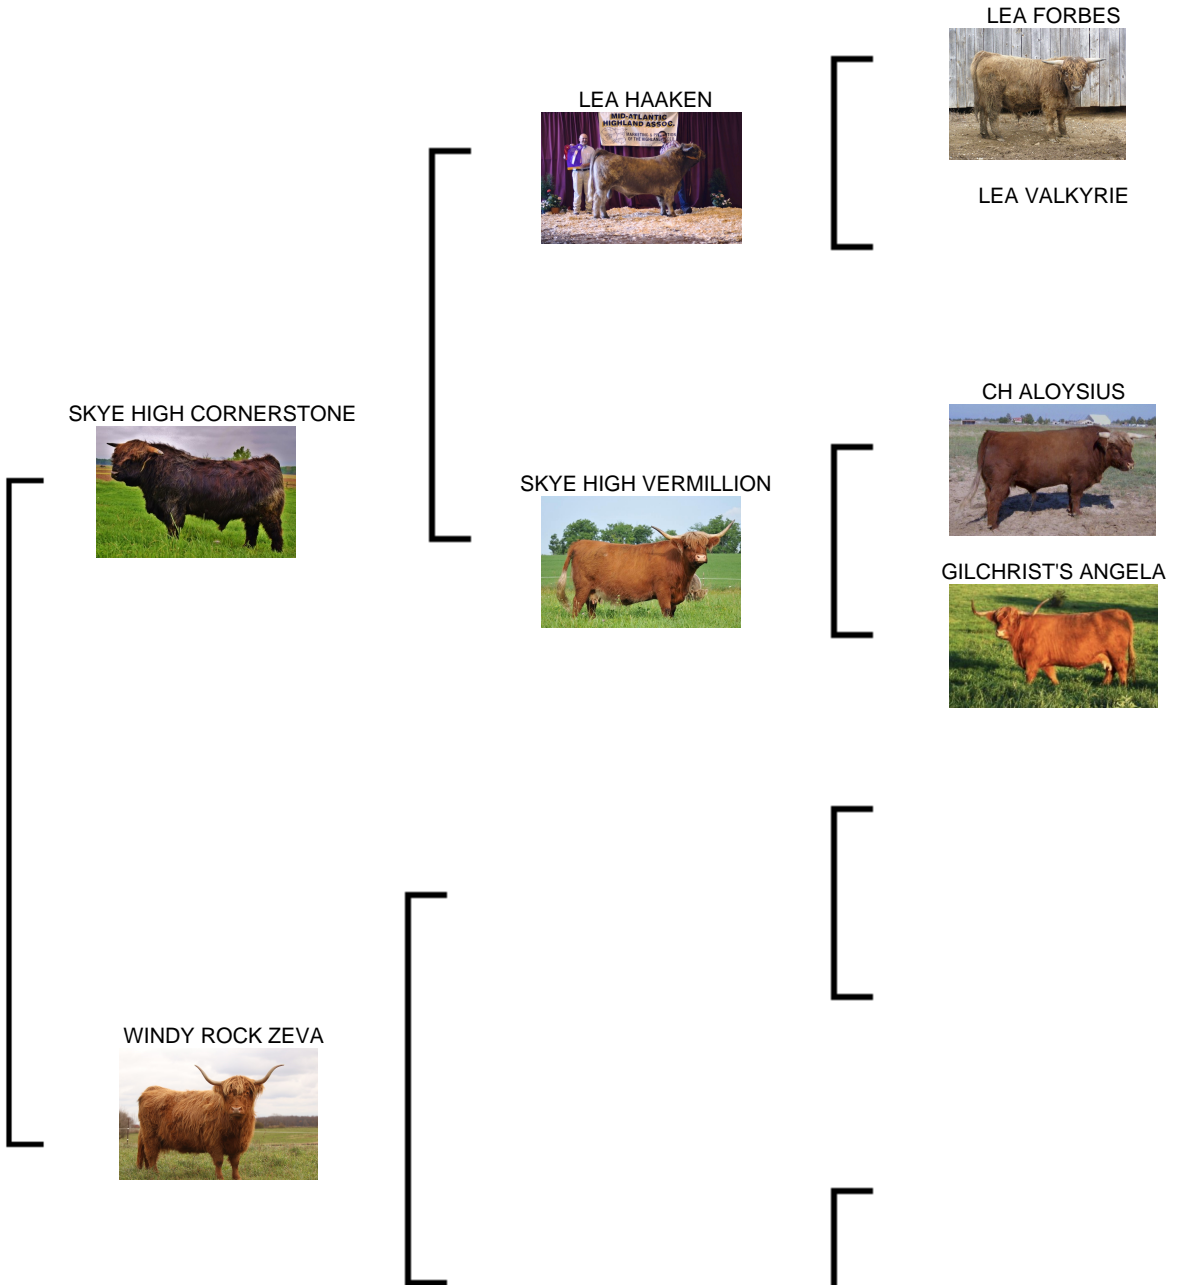 LEA FORBES
LEA HAAKEN
MID-ATLANTIC
HIGHLAND ASSOC.
LEA VALKYRIE
CH ALOYSIUS
SKYE HIGH CORNERSTONE
SKYE HIGH VERMILLION
GILCHRIST'S ANGELA
WINDY ROCK ZEVA